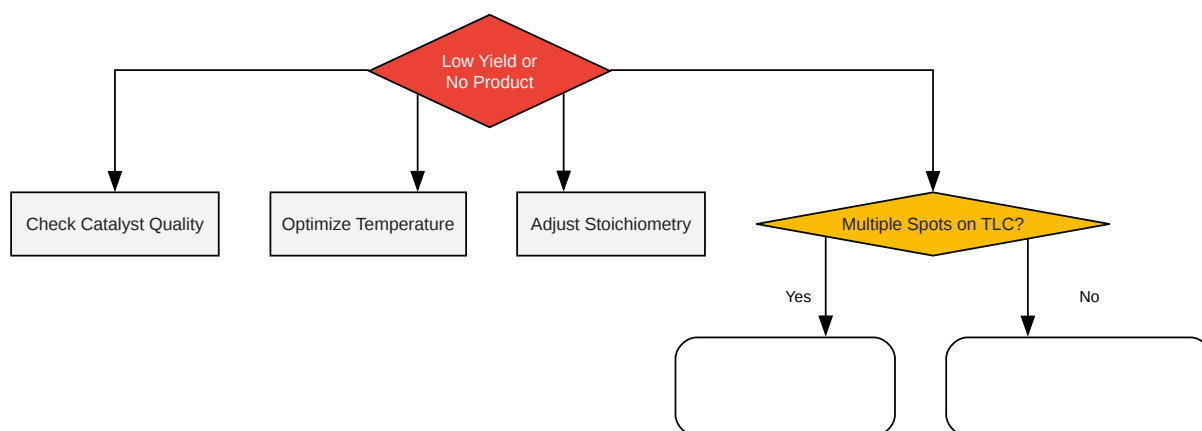 Low Yield or
No Product
Check Catalyst Quality
Optimize Temperature
Adjust Stoichiometry
Multiple Spots on TLC?
Yes
No